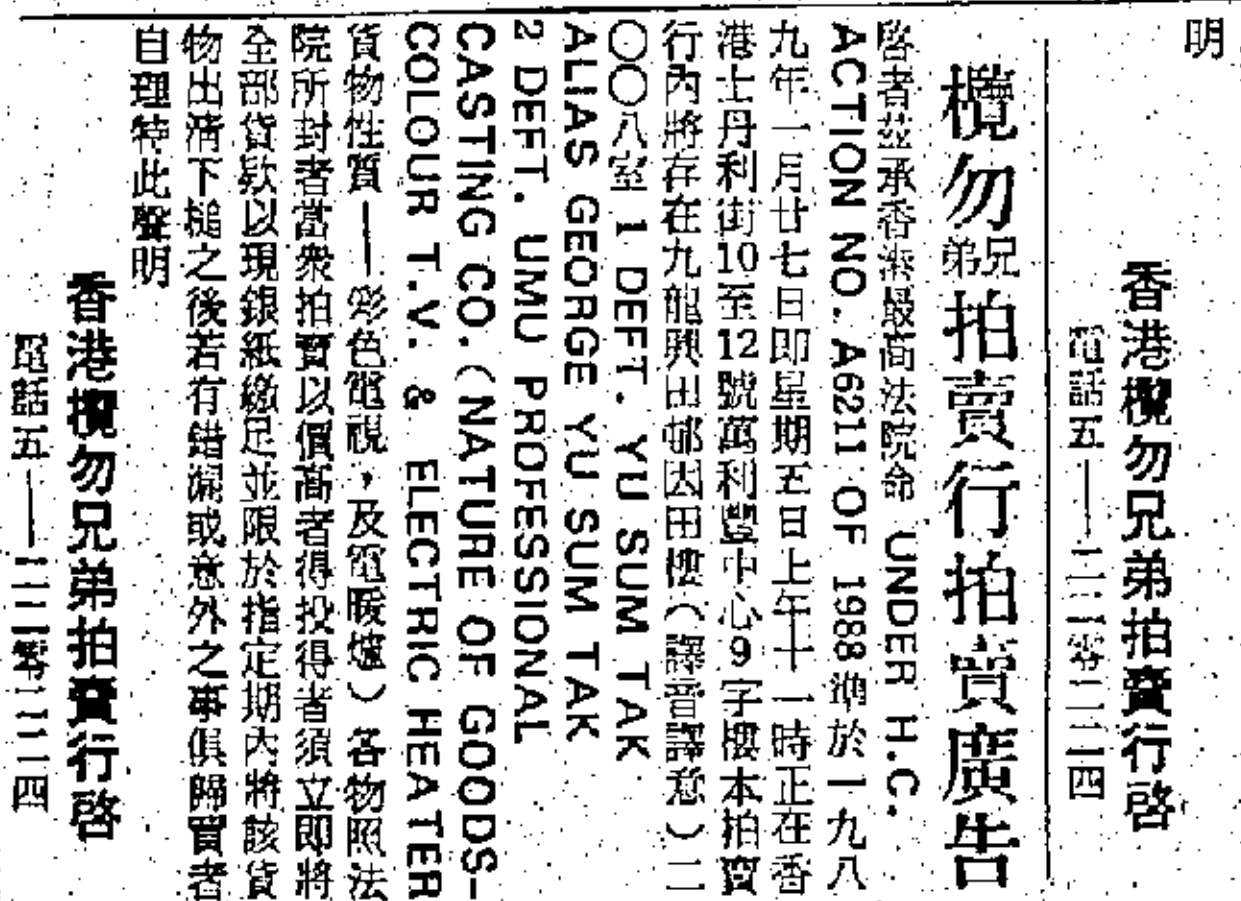 明
香港欖勿兄弟拍賣行啓
電話五——二二二零二二四
欖勿兄弟拍賣行拍賣廣告
啓者茲承香港最高法院命 UNDER H.C.
ACTION NO. A6211 OF 1988 準於一九八
九年一月廿七日即星期五日上午十一時正在香
港士丹利街10至12號萬利豐中心9字樓本拍賣
行內將存在九龍興田邨因田樓（譯音譯意）二
〇〇八室 1 DEFT. YU SUM TAK
ALIAS GEORGE YU SUM TAK
2 DEFT. UMU PROFESSIONAL
CASTING CO. (NATURE OF GOODS-
COLOUR T.V. & ELECTRIC HEATER
貨物性質——彩色電視，及電暖爐）各物照法
院所封者當衆拍賣以價高者得投得者須立即將
全部貨欵以現銀紙繳足並限於指定期內將該貨
物出淸下槌之後若有錯漏或意外之事俱歸買者
自理特此聲明
香港欖勿兄弟拍賣行啓
電話五——二二二零二二四